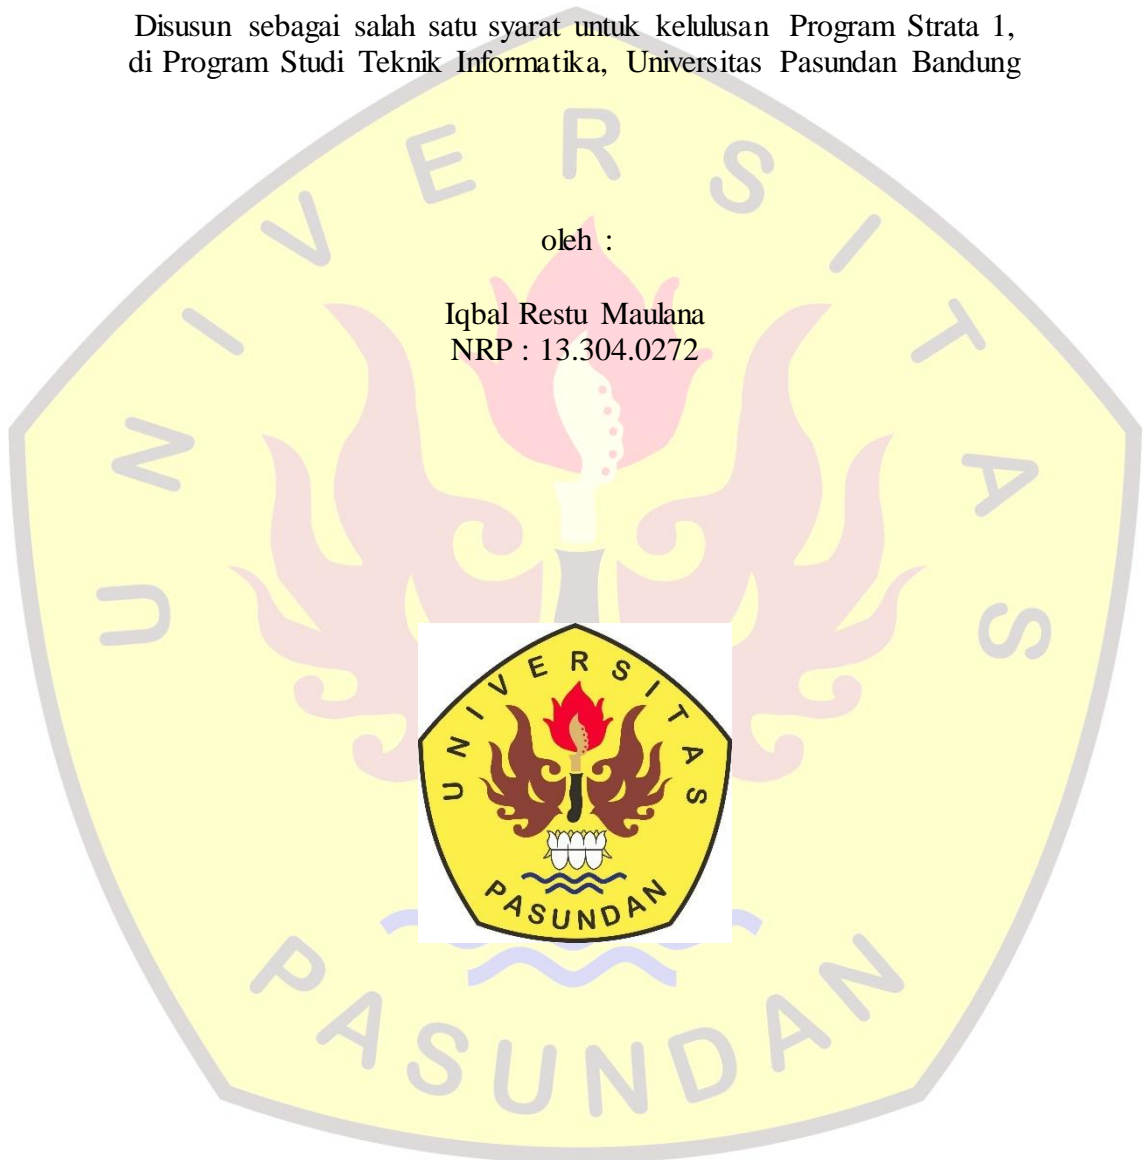 Disusun sebagai salah satu syarat untuk kelulusan Program Strata 1,
di Program Studi Teknik Informatika, Universitas Pasundan Bandung
oleh :
Iqbal Restu Maulana
NRP : 13.304.0272
UNIVERSITAS
PASUNDAN
UNIVERSITAS
PASUNDAN